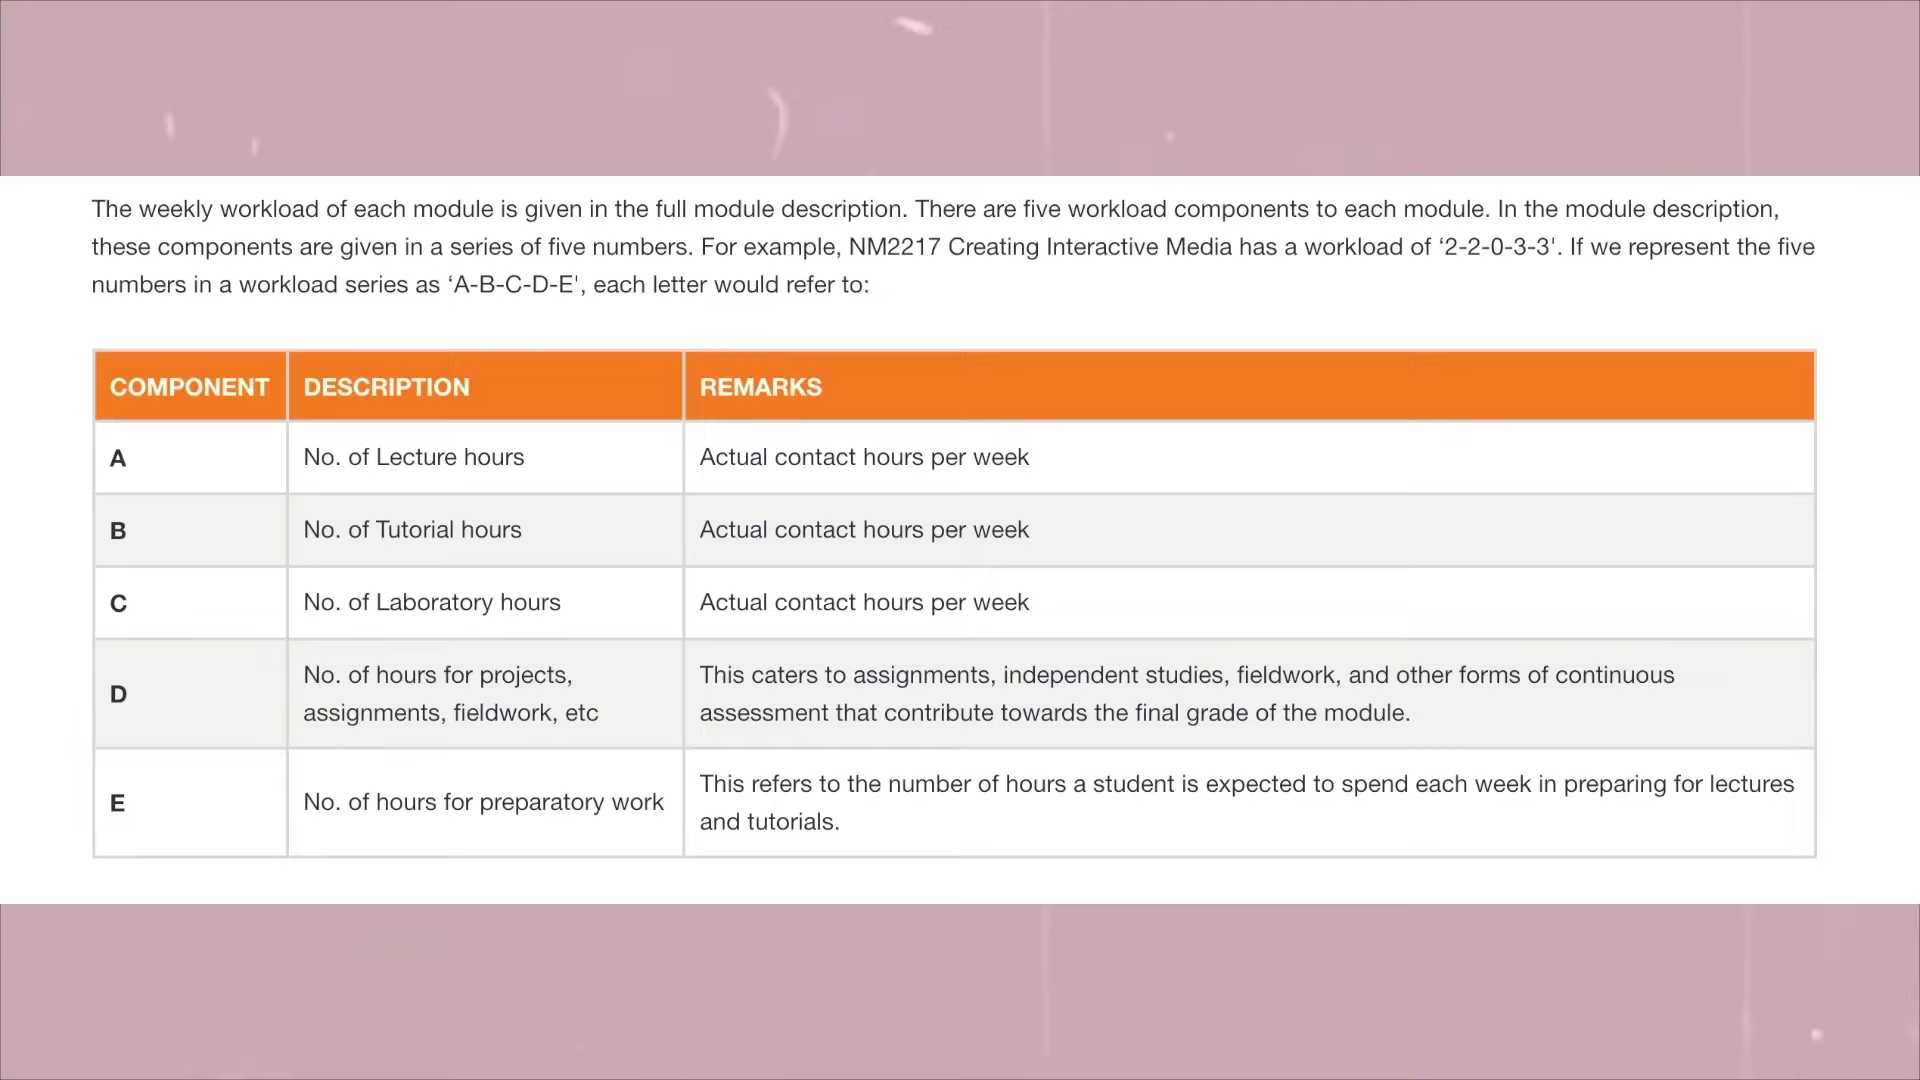 The weekly workload of each module is given in the full module description. There are five workload components to each module. In the module description,
these components are given in a series of five numbers. For example, NM2217 Creating Interactive Media has a workload of ‘2-2-0-3-3'. If we represent the five
numbers in a workload series as ‘A-B-C-D-E', each letter would refer to:
COMPONENT DESCRIPTION REMARKS
A No. of Lecture hours Actual contact hours per week
B No. of Tutorial hours Actual contact hours per week
C No. of Laboratory hours Actual contact hours per week
D No. of hours for projects,
assignments, fieldwork, etc
This caters to assignments, independent studies, fieldwork, and other forms of continuous
assessment that contribute towards the final grade of the module.
E No. of hours for preparatory work
This refers to the number of hours a student is expected to spend each week in preparing for lectures
and tutorials.